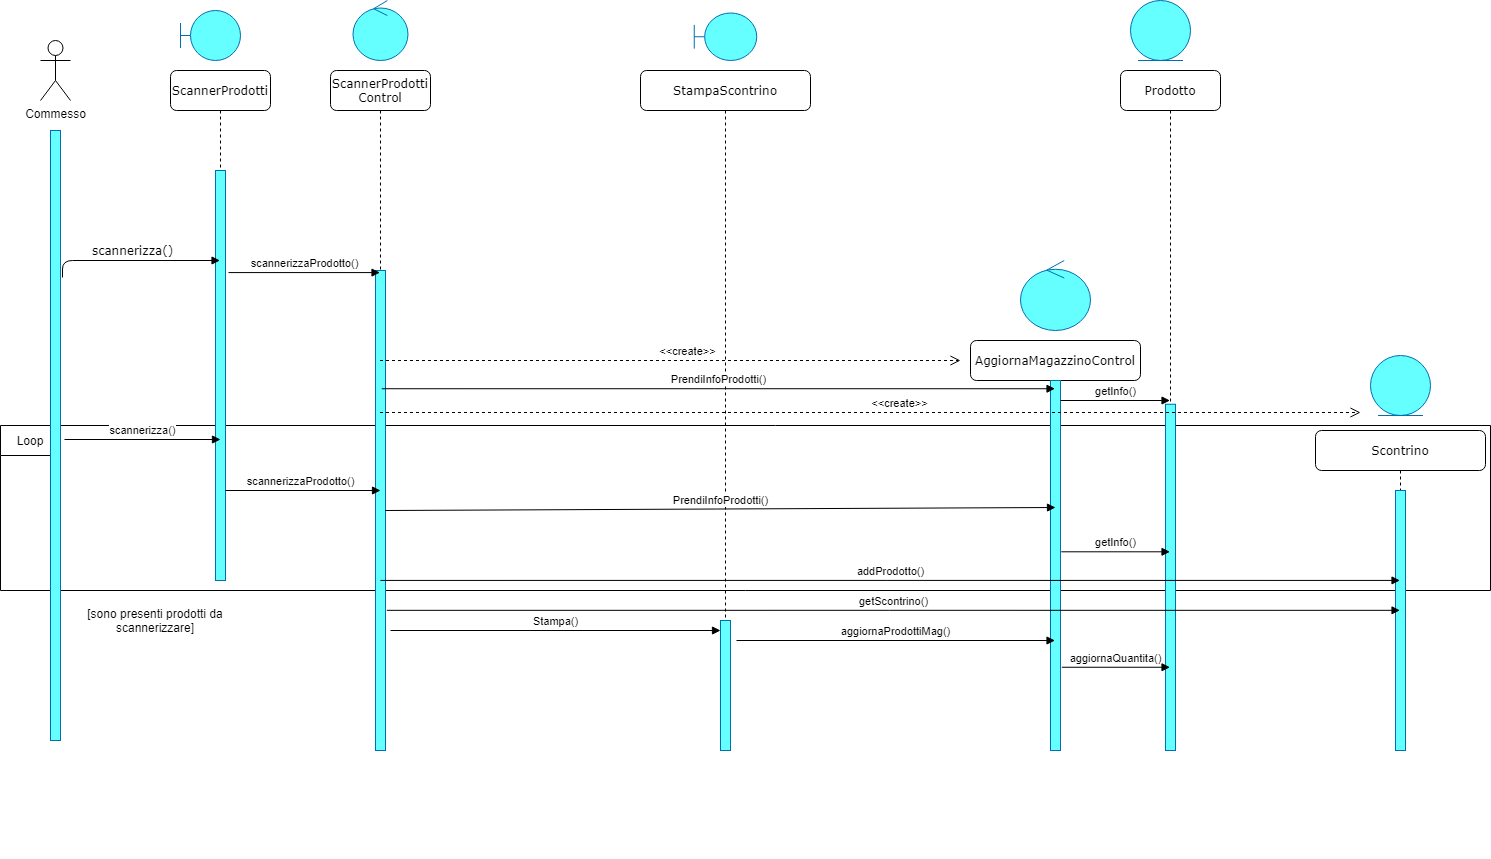 Commesso
ScannerProdotti
ScannerProdotti
Control
StampaScontrino
Prodotto
scannerizza()
scannerizzaProdotto()
<<create>>
AggiornaMagazzinoControl
PrendiInfoProdotti()
getInfo()
<<create>>
Loop
scannerizza()
Scontrino
scannerizzaProdotto()
PrendiInfoProdotti()
getInfo()
addProdotto()
getScontrino()
[sono presenti prodotti da
scannerizzare]
Stampa()
aggiornaProdottiMag()
aggiornaQuantita()